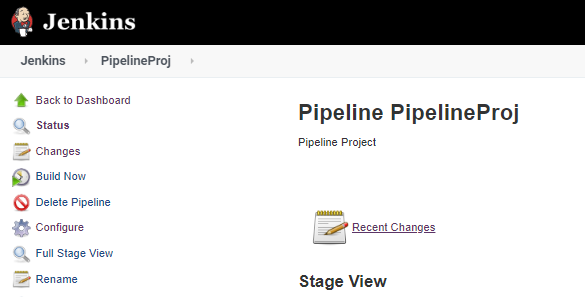 Jenkins
Jenkins PipelineProj
Back to Dashboard
Status
Changes
Build Now
Delete Pipeline
Configure
Full Stage View
Rename
Pipeline PipelineProj
Pipeline Project
Recent Changes
Stage View